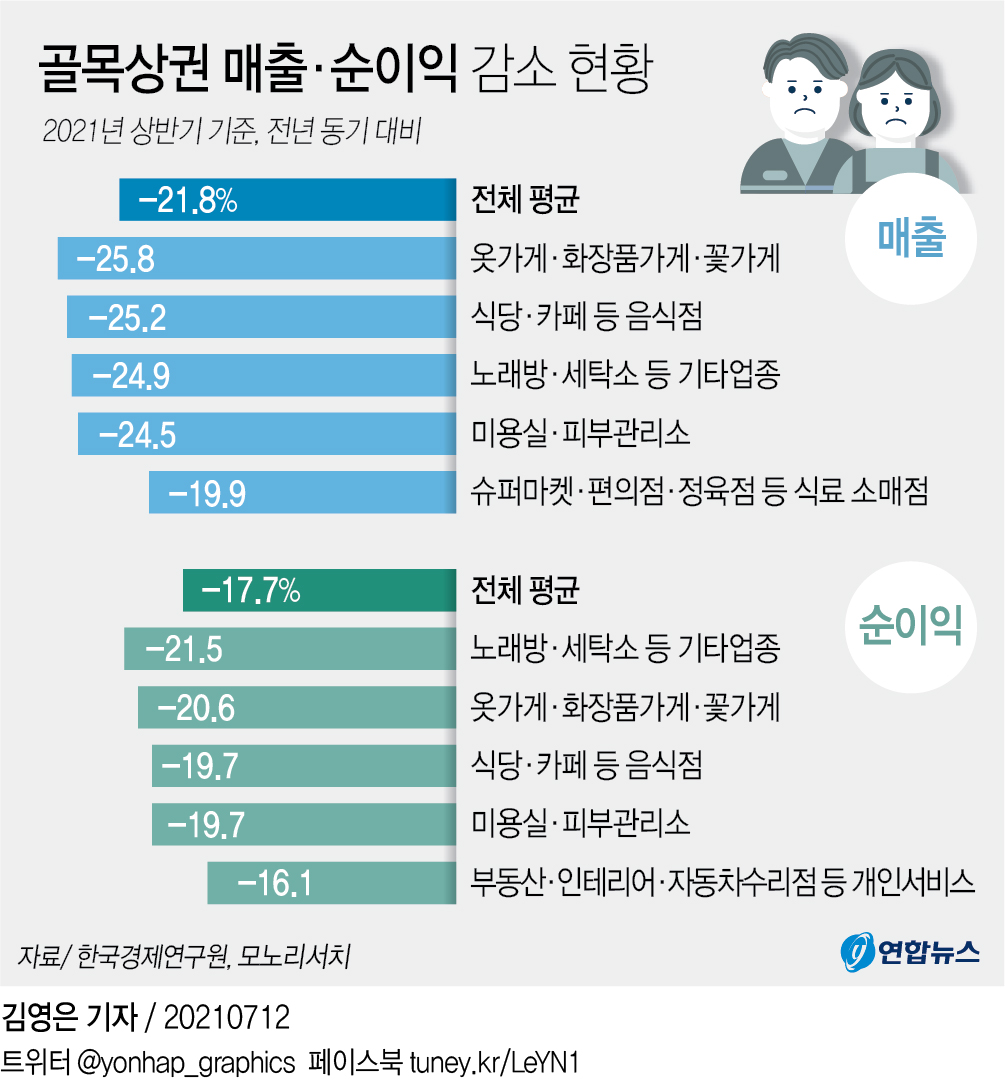 골목상권 매출·순이익 감소 현황
2021년 상반기 기준, 전년 동기 대비
매출
-21.8% 전체 평균
-25.8 옷가게·화장품가게·꽃가게
-25.2 식당·카페 등 음식점
-24.9 노래방·세탁소 등 기타업종
-24.5 미용실·피부관리소
-19.9 슈퍼마켓·편의점·정육점 등 식료 소매점
순이익
-17.7% 전체 평균
-21.5 노래방·세탁소 등 기타업종
-20.6 옷가게·화장품가게·꽃가게
-19.7 식당·카페 등 음식점
-19.7 미용실·피부관리소
-16.1 부동산·인테리어·자동차수리점 등 개인서비스
자료/ 한국경제연구원, 모노리서치
연합뉴스
김영은 기자 / 20210712
트위터 @yonhap_graphics 페이스북 tuney.kr/LeYN1